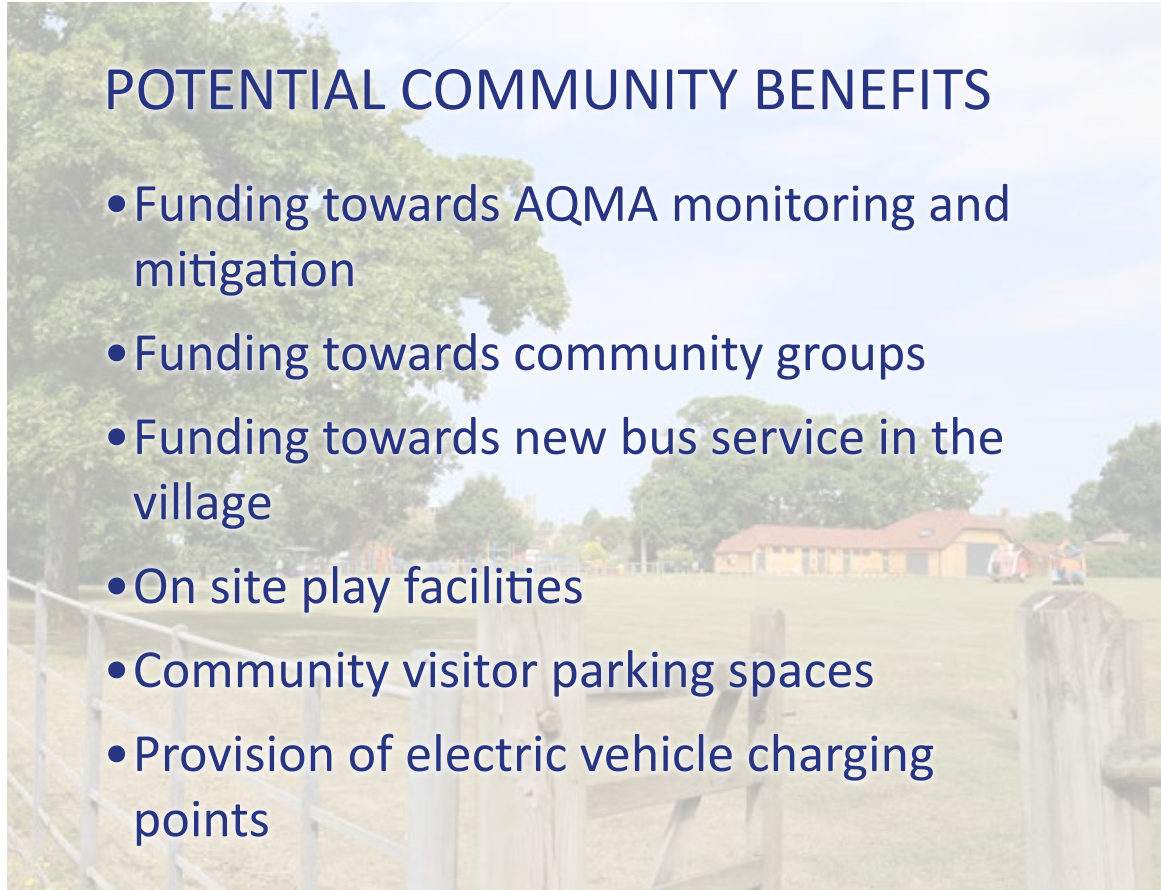 POTENTIAL COMMUNITY BENEFITS
•Funding towards AQMA monitoring and
mitigation
•Funding towards community groups
•Funding towards new bus service in the
village
•On site play facilities
•Community visitor parking spaces
•Provision of electric vehicle charging
points